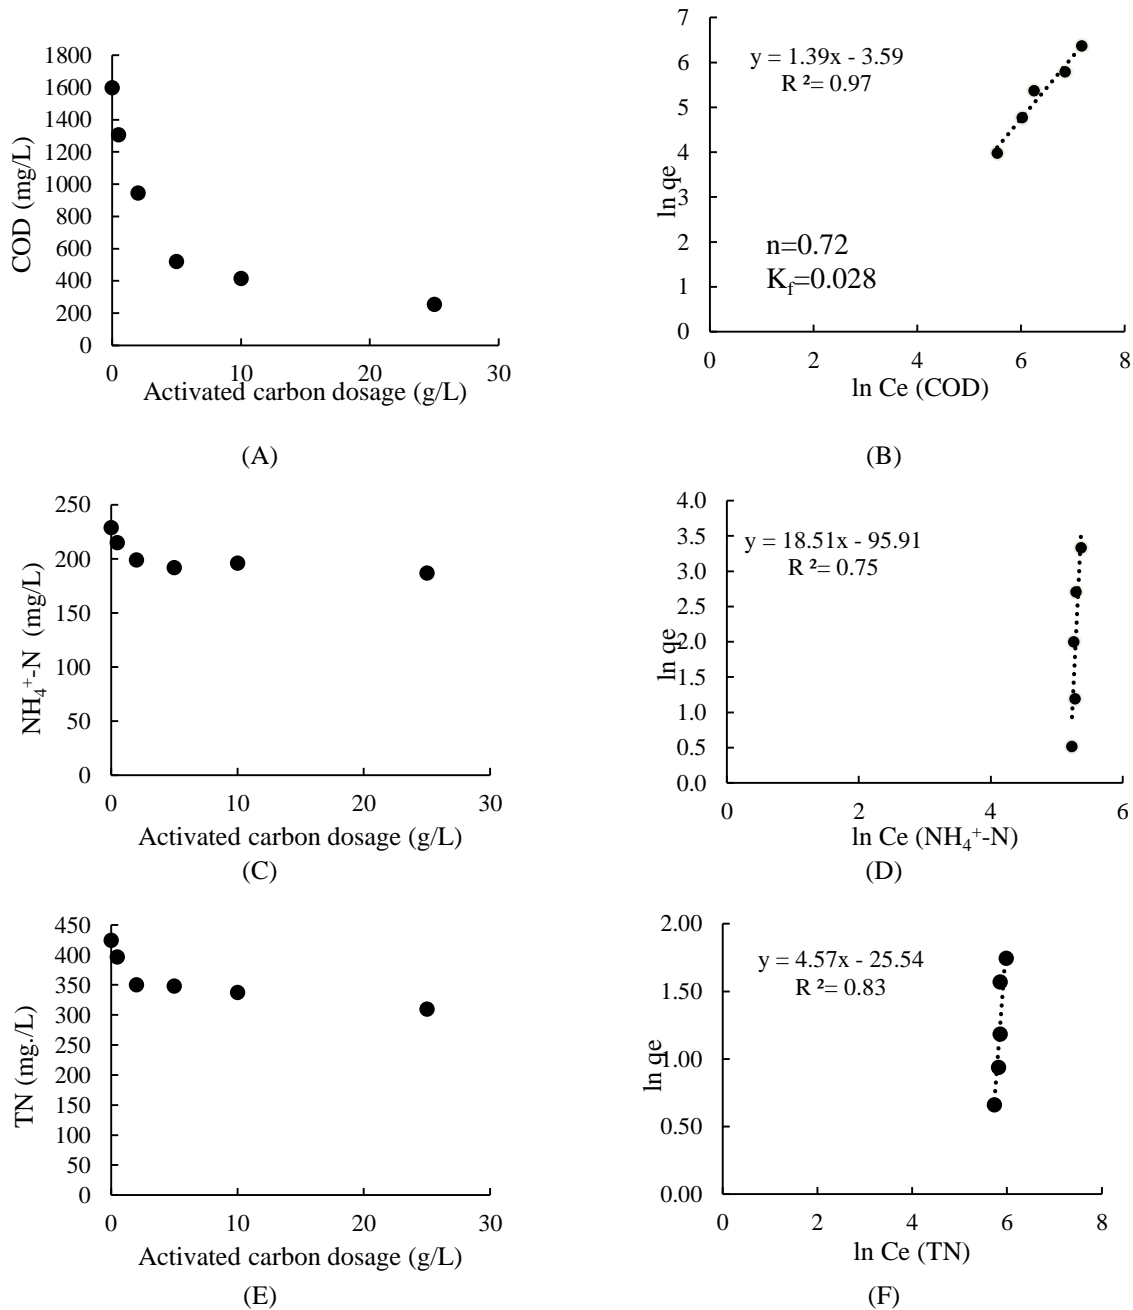 1800
1600
1400
1200
1000
800
600
400
200
0
COD (mg/L)
0
10
20
30
Activated carbon dosage (g/L)
(A)
7
6
5
4
3
2
1
0
ln qe
y = 1.39x - 3.59
R ²= 0.97
n=0.72
K_f=0.028
0
2
4
6
8
ln Ce (COD)
(B)
250
200
150
100
50
0
NH₄⁺-N (mg/L)
0
10
20
30
Activated carbon dosage (g/L)
(C)
4.0
3.5
3.0
2.5
2.0
1.5
1.0
0.5
0.0
ln qe
y = 18.51x - 95.91
R ²= 0.75
0
2
4
6
ln Ce (NH₄⁺-N)
(D)
450
400
350
300
250
200
150
100
50
0
TN (mg./L)
0
10
20
30
Activated carbon dosage (g/L)
(E)
2.00
1.50
1.00
0.50
0.00
ln qe
y = 4.57x - 25.54
R ²= 0.83
0
2
4
6
8
ln Ce (TN)
(F)